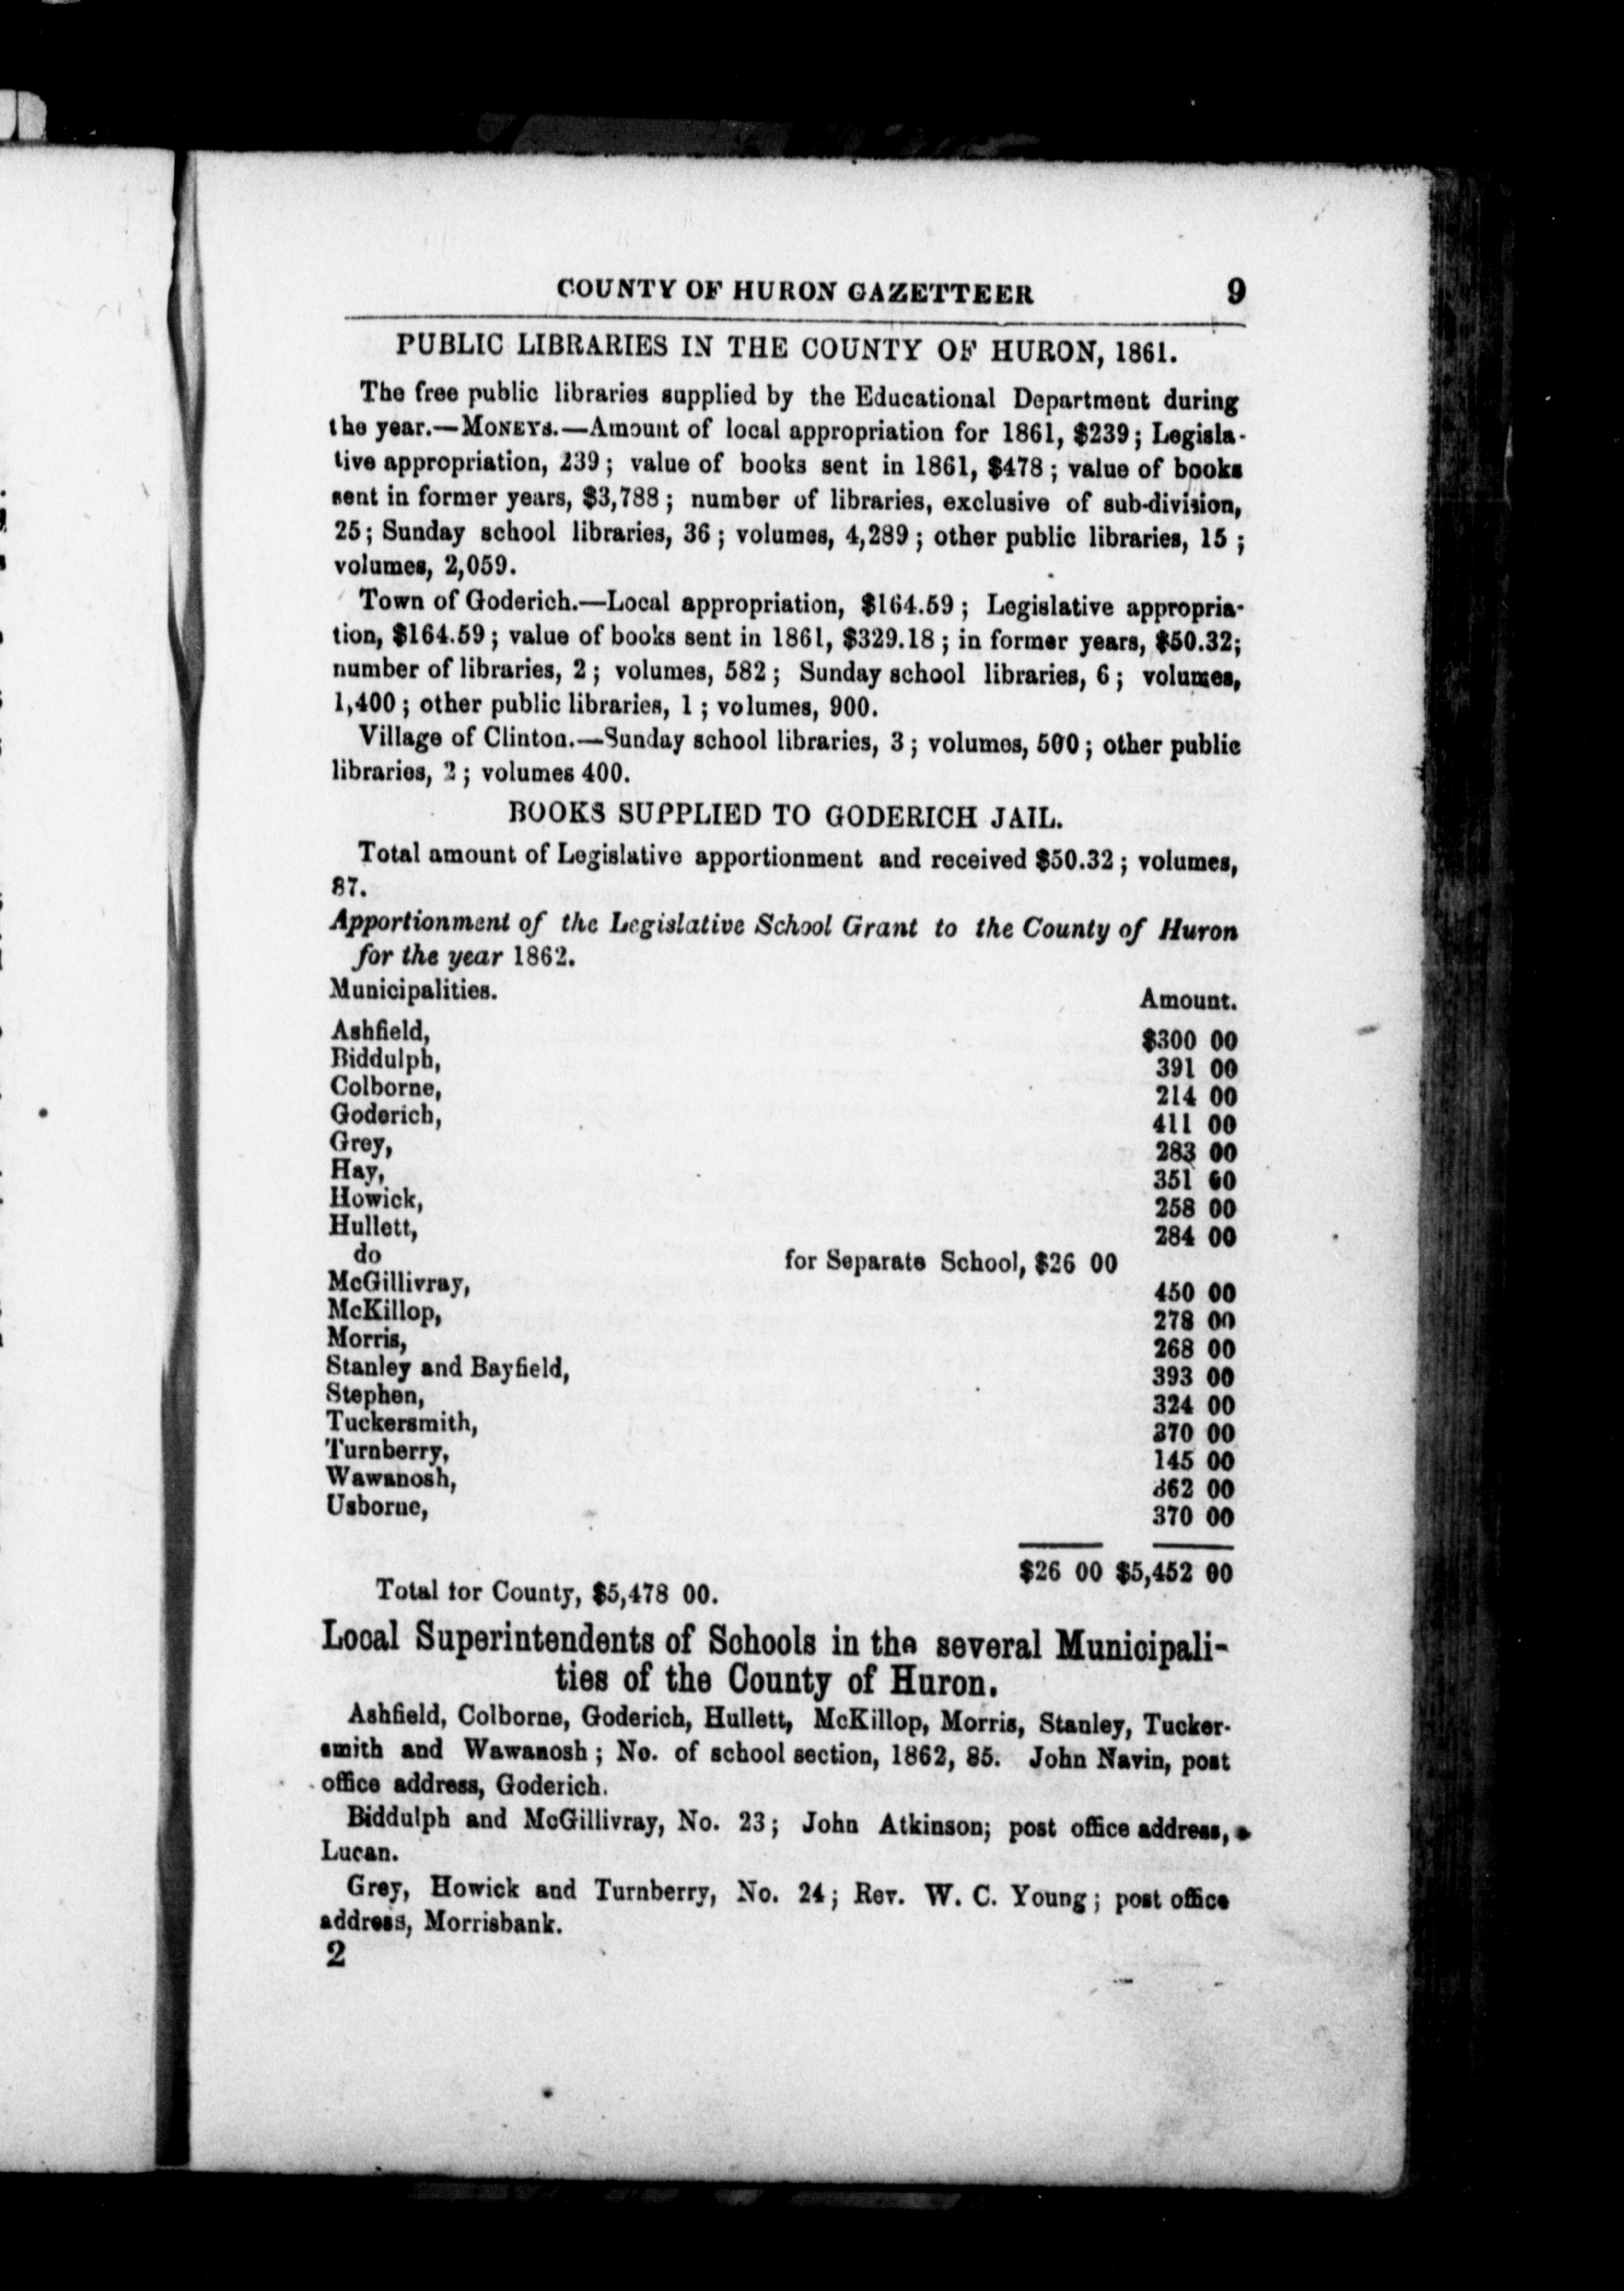 COUNTY OF HURON GAZETTEER 9
PUBLIC LIBRARIES IN THE COUNTY OF HURON, 1861.
The free public libraries supplied by the Educational Department during
the year.—MONEYS.—Amount of local appropriation for 1861, $239; Legisla-
tive appropriation, 239; value of books sent in 1861, $478; value of books
sent in former years, $3,788; number of libraries, exclusive of sub-division,
25; Sunday school libraries, 36; volumes, 4,289; other public libraries, 15;
volumes, 2,059.
Town of Goderich.—Local appropriation, $164.59; Legislative appropria-
tion, $164.59; value of books sent in 1861, $329.18; in former years, $50.32;
number of libraries, 2; volumes, 582; Sunday school libraries, 6; volumes,
1,400; other public libraries, 1; volumes, 900.
Village of Clinton.—Sunday school libraries, 3; volumes, 500; other public
libraries, 2; volumes 400.
BOOKS SUPPLIED TO GODERICH JAIL.
Total amount of Legislative apportionment and received $50.32; volumes,
87.
Apportionment of the Legislative School Grant to the County of Huron
for the year 1862.
Municipalities. Amount.
Ashfield, $300 00
Biddulph, 391 00
Colborne, 214 00
Goderich, 411 00
Grey, 283 00
Hay, 351 00
Howick, 258 00
Hullett, 284 00
do for Separate School, $26 00
McGillivray, 450 00
McKillop, 278 00
Morris, 268 00
Stanley and Bayfield, 393 00
Stephen, 324 00
Tuckersmith, 370 00
Turnberry, 145 00
Wawanosh, 362 00
Usborne, 370 00
$26 00 $5,452 00
Total for County, $5,478 00.
Local Superintendents of Schools in the several Municipali-
ties of the County of Huron.
Ashfield, Colborne, Goderich, Hullett, McKillop, Morris, Stanley, Tucker-
smith and Wawanosh; No. of school section, 1862, 85. John Navin, post
office address, Goderich.
Biddulph and McGillivray, No. 23; John Atkinson; post office address,
Lucan.
Grey, Howick and Turnberry, No. 24; Rev. W. C. Young; post office
address, Morrisbank.
2